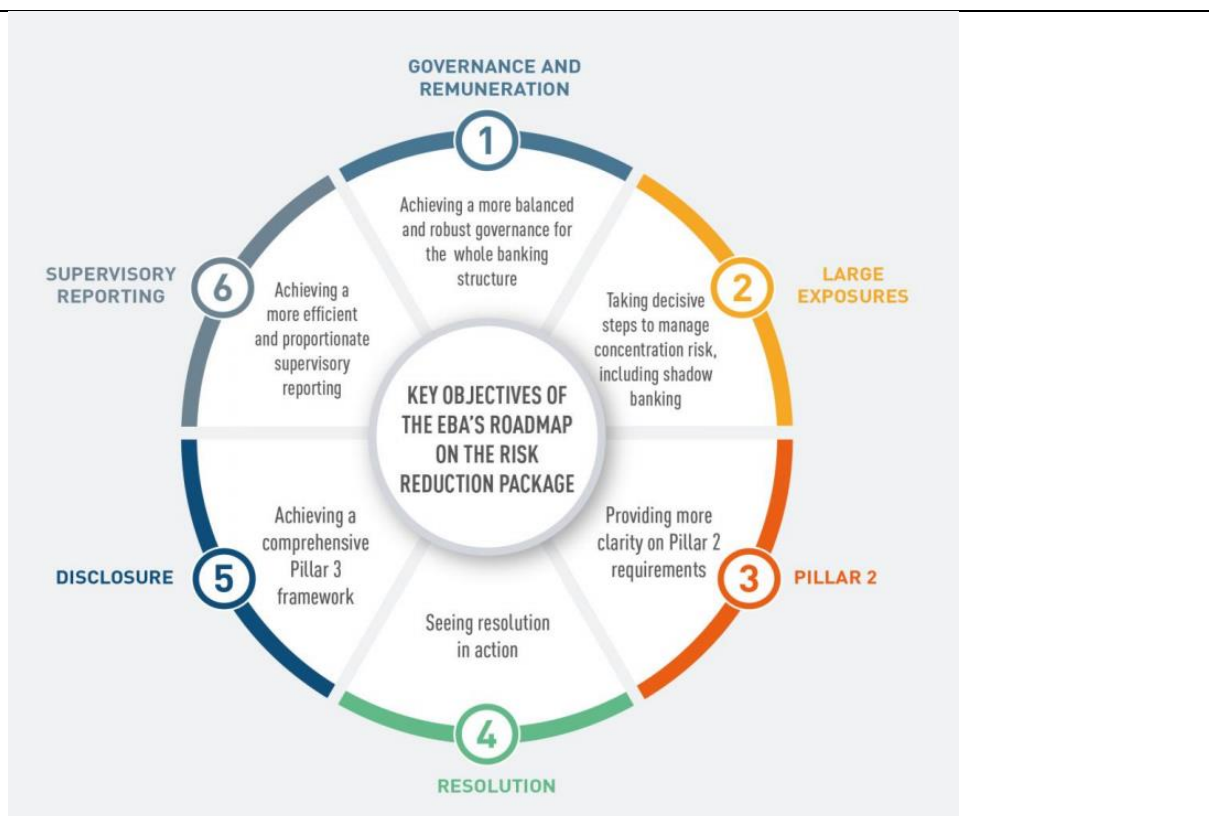 GOVERNANCE AND
REMUNERATION
1
Achieving a more balanced
and robust governance for
the whole banking
structure
LARGE
EXPOSURES
2
Taking decisive
steps to manage
concentration risk,
including shadow
banking
PILLAR 2
3
Providing more
clarity on Pillar 2
requirements
RESOLUTION
4
Seeing resolution
in action
DISCLOSURE
5
Achieving a
comprehensive
Pillar 3
framework
SUPERVISORY
REPORTING
6
Achieving a
more efficient
and proportionate
supervisory
reporting
KEY OBJECTIVES OF
THE EBA'S ROADMAP
ON THE RISK
REDUCTION PACKAGE